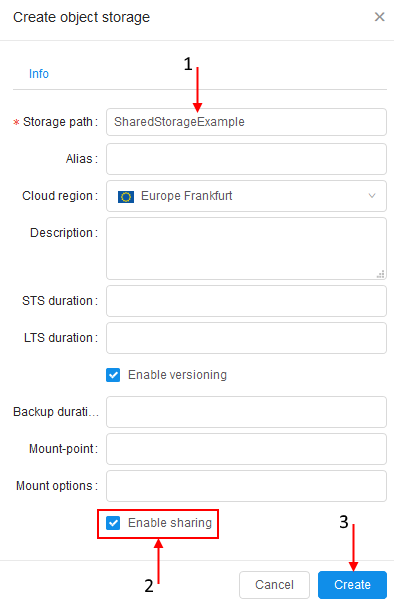 Create object storage
Info
1
* Storage path : SharedStorageExample
Alias :
Cloud region : Europe Frankfurt
Description :
STS duration :
LTS duration :
Enable versioning
Backup durati...
Mount-point :
Mount options :
Enable sharing
2
3
Cancel Create